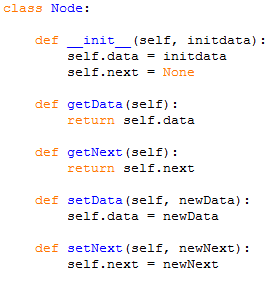 class Node:
    def __init__(self, initdata):
        self.data = initdata
        self.next = None
    def getData(self):
        return self.data
    def getNext(self):
        return self.next
    def setData(self, newData):
        self.data = newData
    def setNext(self, newNext):
        self.next = newNext